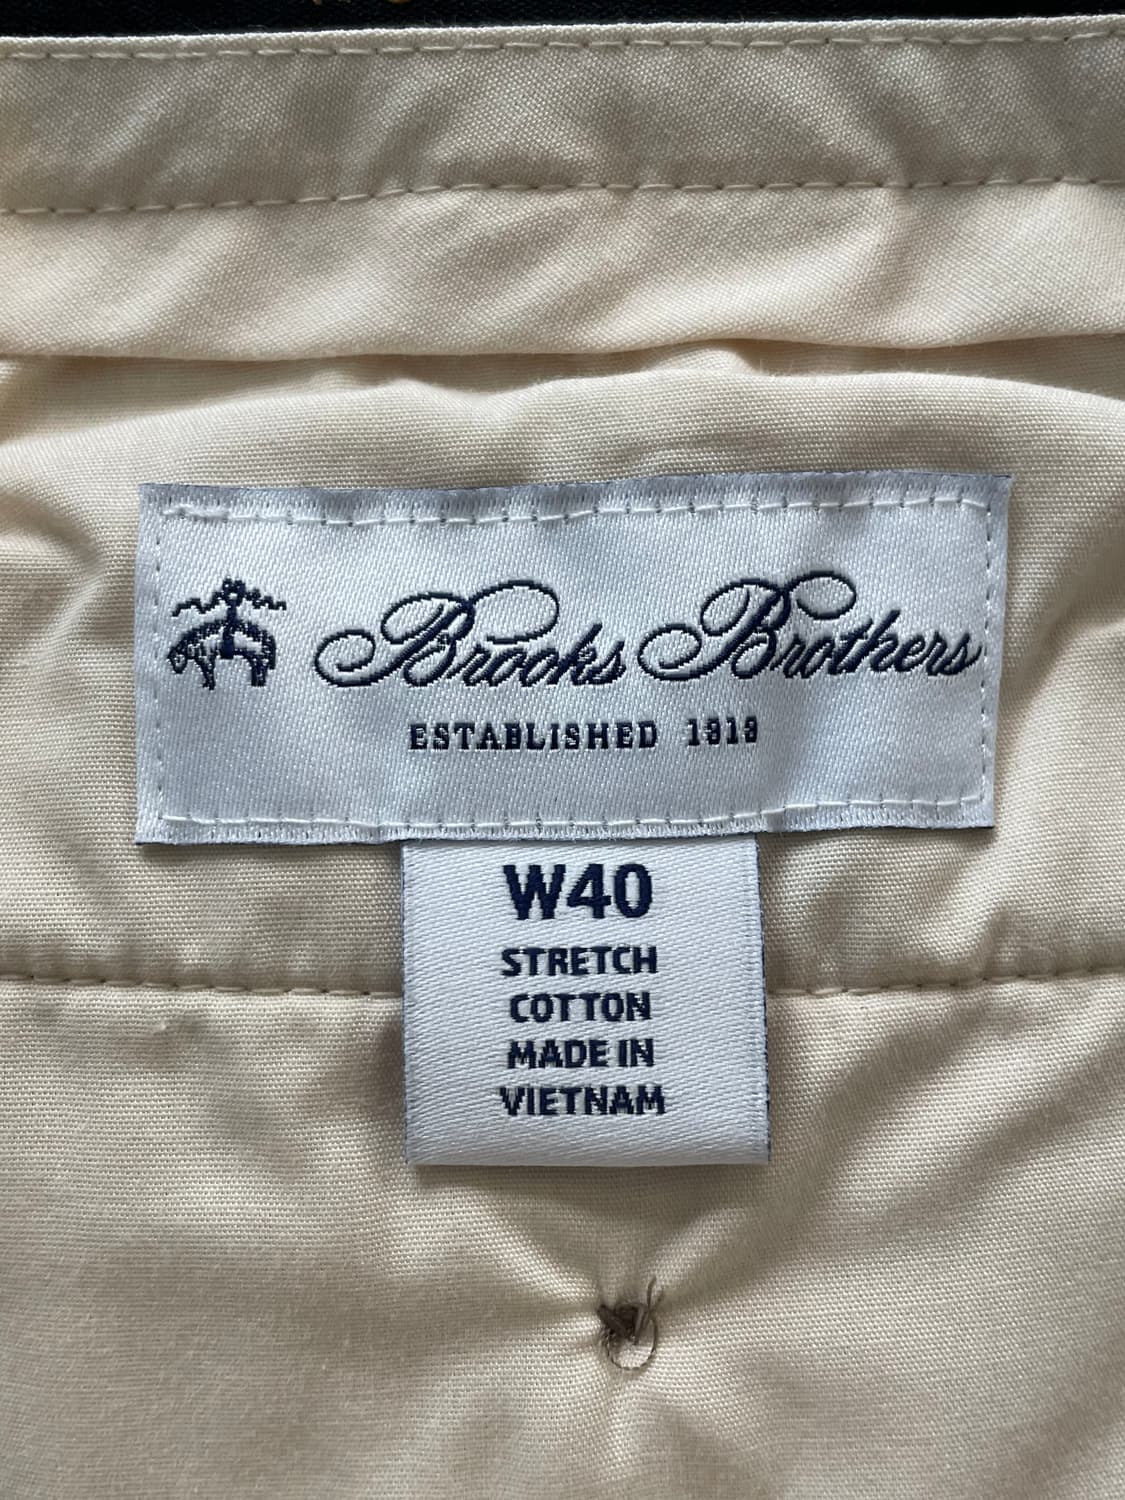 Brooks Brothers
ESTABLISHED 1818
W40
STRETCH
COTTON
MADE IN
VIETNAM